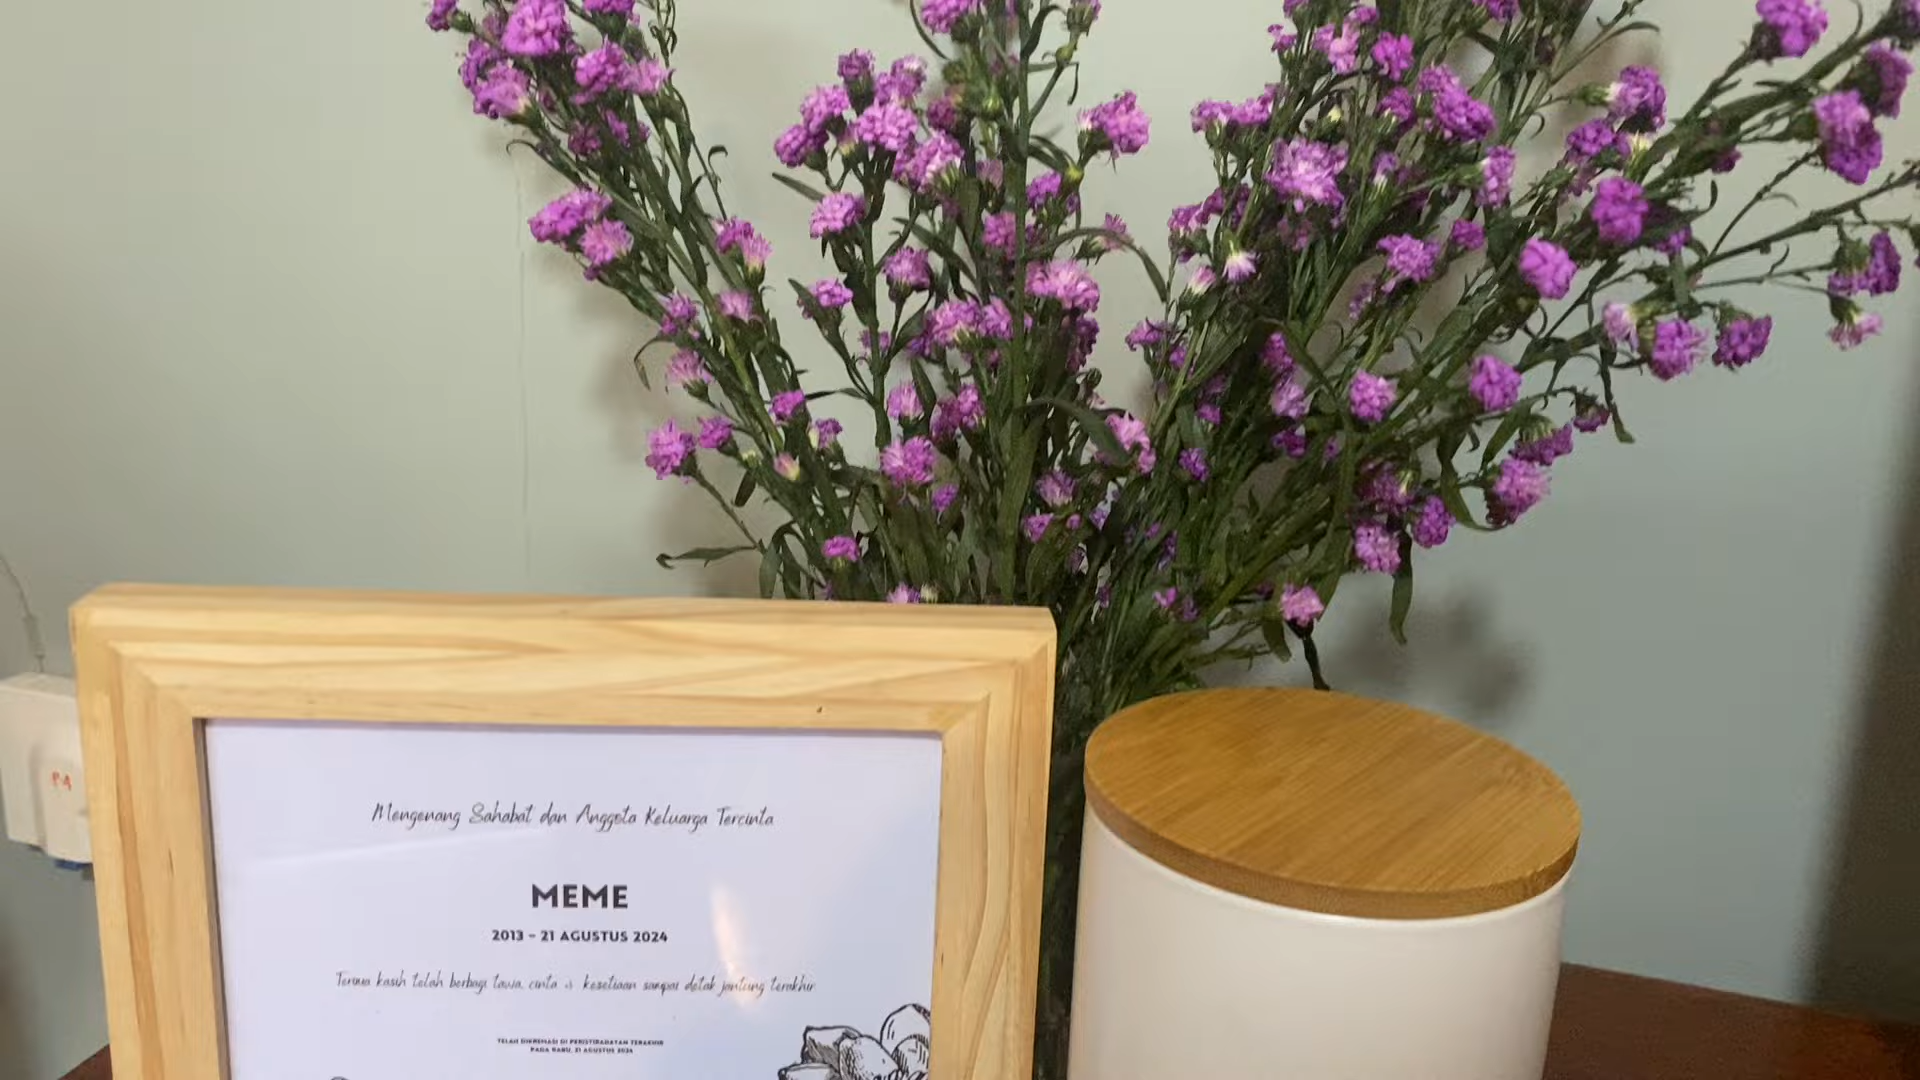 Mengenang Sahabat dan Anggota Keluarga Tercinta
MEME
2013 - 21 AGUSTUS 2024
Terima kasih telah berbagi tawa, cinta & kesetiaan sampai detak jantung terakhir
TELAH DIKREMASI DI PERISTIRAHATAN TERAKHIR
PADA RABU, 21 AGUSTUS 2024